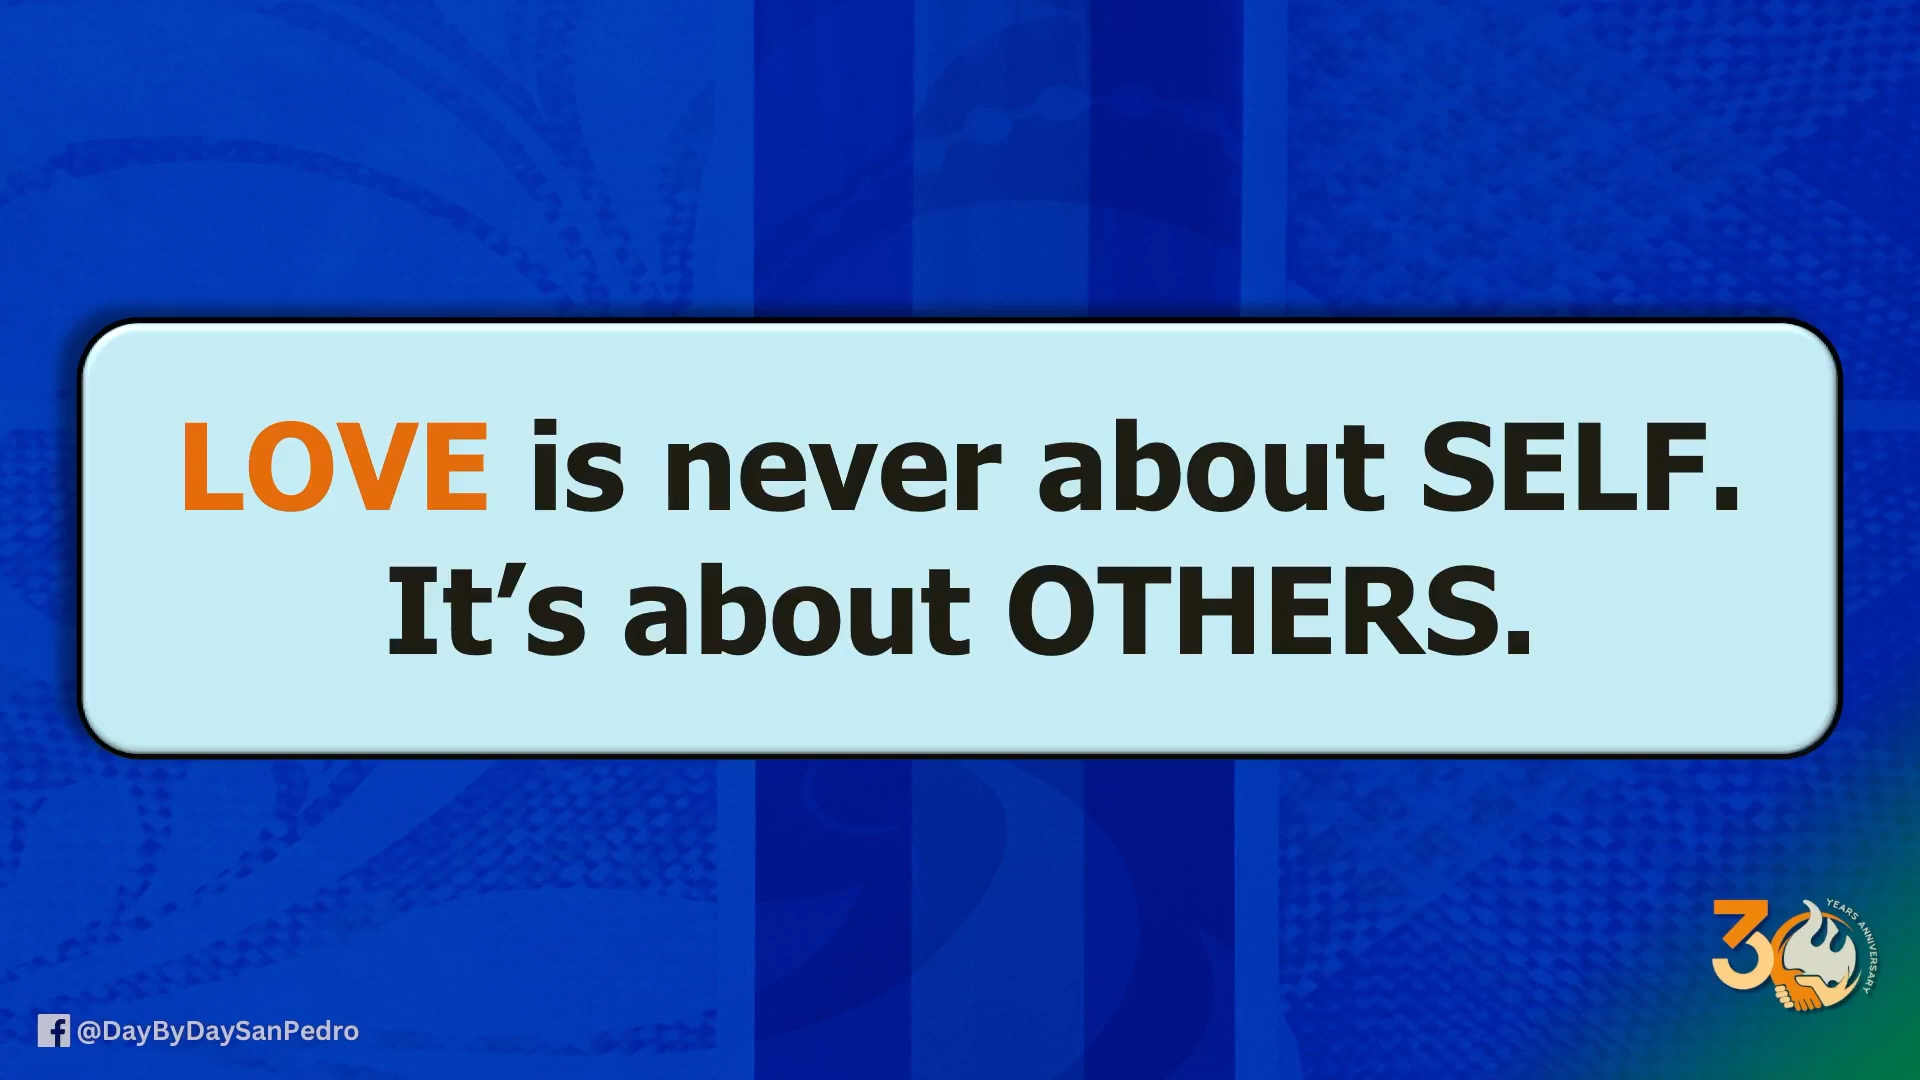 LOVE is never about SELF.
It’s about OTHERS.
30 YEARS ANNIVERSARY
@DayByDaySanPedro